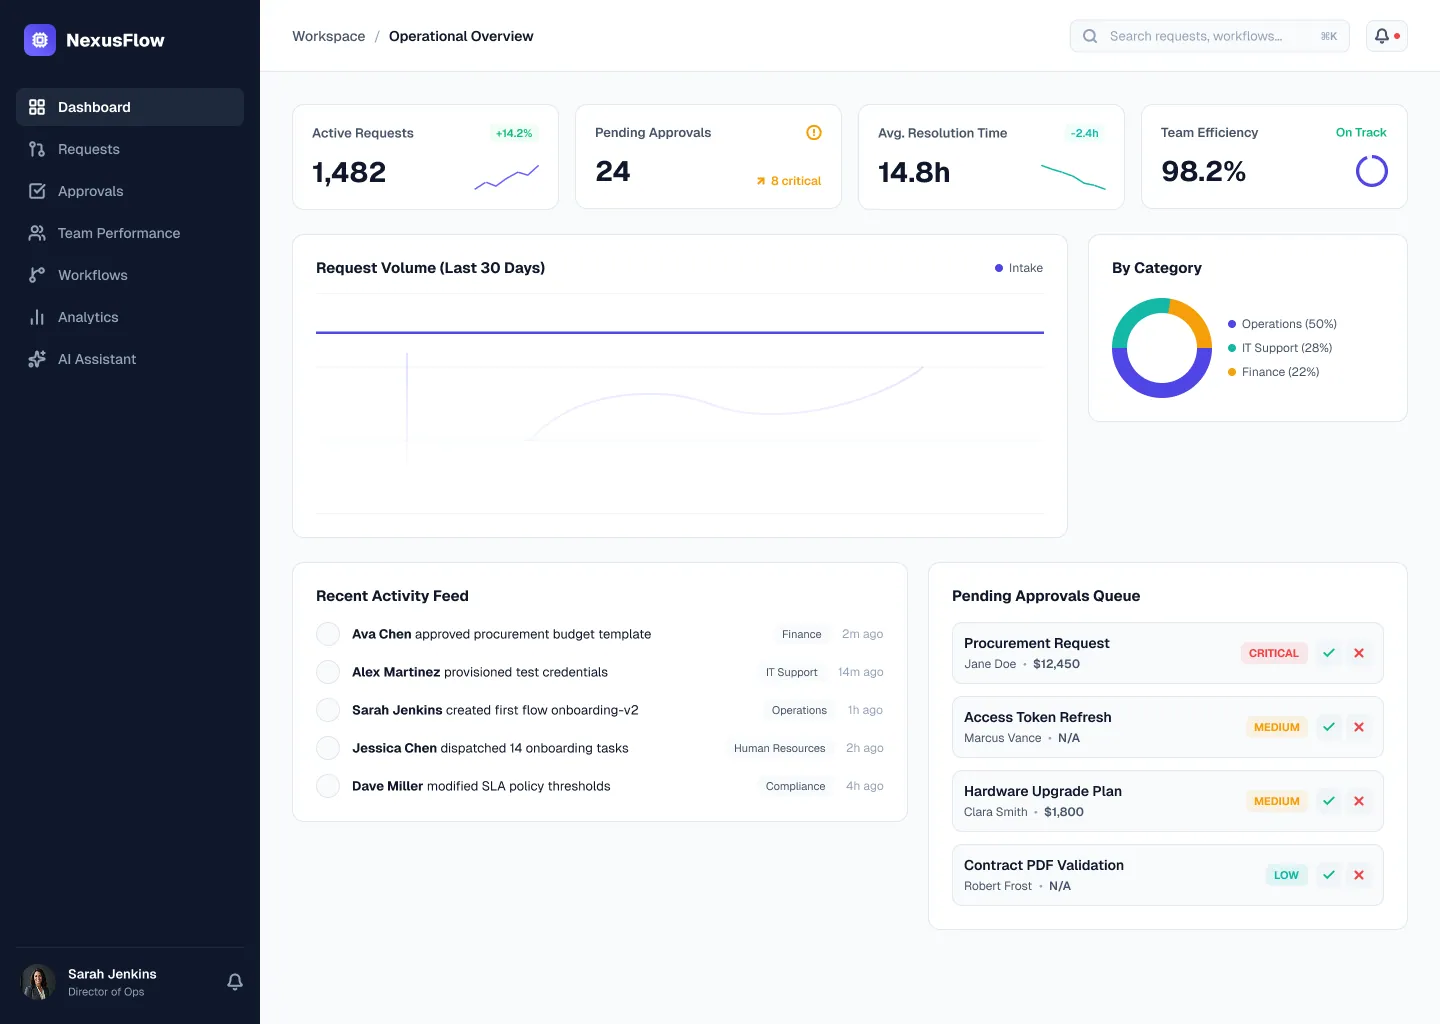 NexusFlow
Dashboard
Requests
Approvals
Team Performance
Workflows
Analytics
AI Assistant
Sarah Jenkins
Director of Ops
Workspace / Operational Overview
Search requests, workflows... ⌘K
Active Requests +14.2%
1,482
Pending Approvals
24
8 critical
Avg. Resolution Time -2.4h
14.8h
Team Efficiency On Track
98.2%
Request Volume (Last 30 Days) Intake
By Category
Operations (50%)
IT Support (28%)
Finance (22%)
Recent Activity Feed
Ava Chen approved procurement budget template Finance 2m ago
Alex Martinez provisioned test credentials IT Support 14m ago
Sarah Jenkins created first flow onboarding-v2 Operations 1h ago
Jessica Chen dispatched 14 onboarding tasks Human Resources 2h ago
Dave Miller modified SLA policy thresholds Compliance 4h ago
Pending Approvals Queue
Procurement Request
Jane Doe • $12,450
CRITICAL
Access Token Refresh
Marcus Vance • N/A
MEDIUM
Hardware Upgrade Plan
Clara Smith • $1,800
MEDIUM
Contract PDF Validation
Robert Frost • N/A
LOW